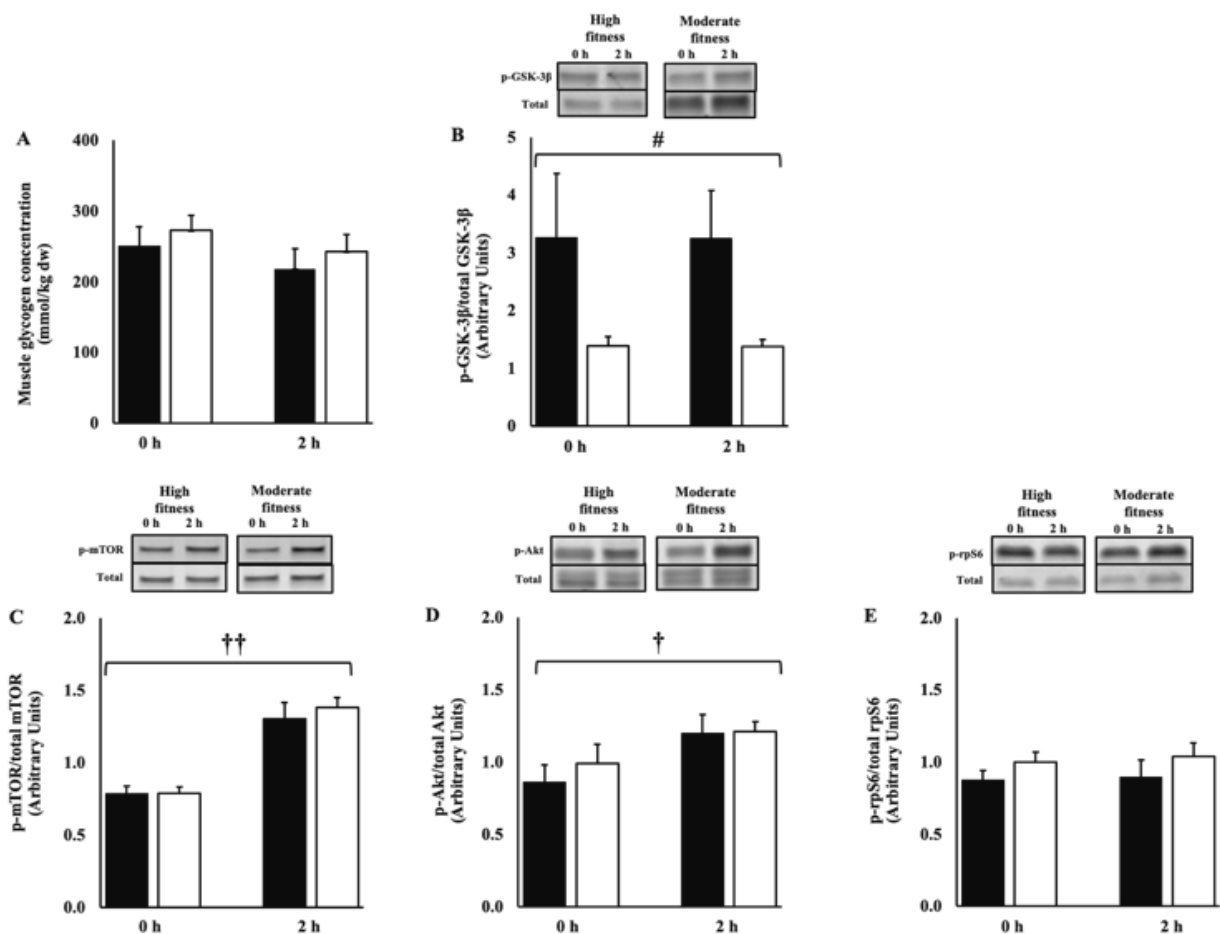 High
fitness
Moderate
fitness
0 h 2 h
0 h 2 h
p-GSK-3β
Total
A
Muscle glycogen concentration
(mmol/kg dw)
400
300
200
100
0
0 h
2 h
B
p-GSK-3β/total GSK-3β
(Arbitrary Units)
5
4
3
2
1
0
#
0 h
2 h
High
fitness
Moderate
fitness
0 h 2 h
0 h 2 h
p-mTOR
Total
C
p-mTOR/total mTOR
(Arbitrary Units)
2.0
1.5
1.0
0.5
0.0
††
0 h
2 h
High
fitness
Moderate
fitness
0 h 2 h
0 h 2 h
p-Akt
Total
D
p-Akt/total Akt
(Arbitrary Units)
2.0
1.5
1.0
0.5
0.0
†
0 h
2 h
High
fitness
Moderate
fitness
0 h 2 h
0 h 2 h
p-rpS6
Total
E
p-rpS6/total rpS6
(Arbitrary Units)
2.0
1.5
1.0
0.5
0.0
0 h
2 h